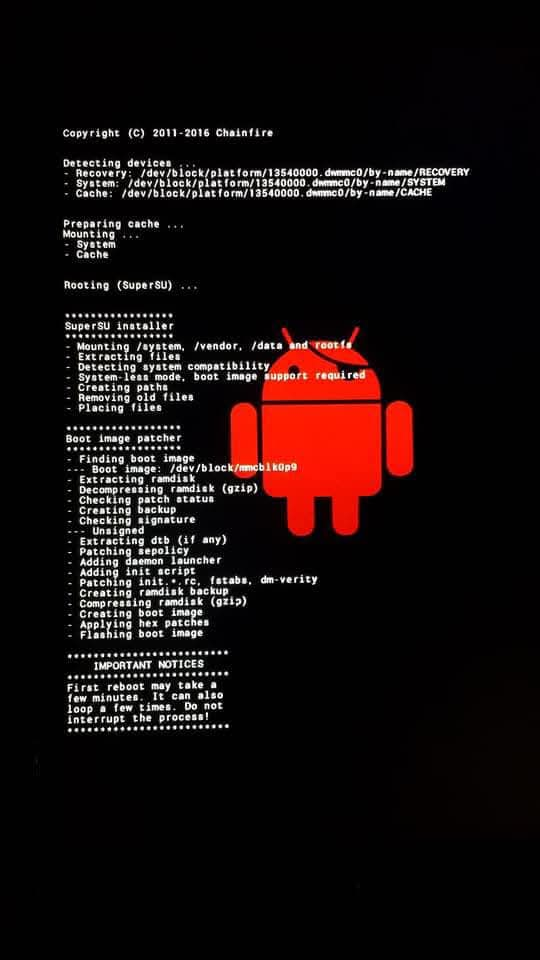 Copyright (C) 2011-2016 Chainfire
Detecting devices ...
- Recovery: /dev/block/platform/13540000.dwmmc0/by-name/RECOVERY
- System: /dev/block/platform/13540000.dwmmc0/by-name/SYSTEM
- Cache: /dev/block/platform/13540000.dwmmc0/by-name/CACHE
Preparing cache ...
Mounting ...
- System
- Cache
Rooting (SuperSU) ...
*****************
SuperSU installer
*****************
- Mounting /system, /vendor, /data and rootfs
- Extracting files
- Detecting system compatibility
- System-less mode, boot image support required
- Creating paths
- Removing old files
- Placing files
******************
Boot image patcher
******************
- Finding boot image
--- Boot image: /dev/block/mmcblk0p9
- Extracting ramdisk
- Decompressing ramdisk (gzip)
- Checking patch status
- Creating backup
- Checking signature
--- Unsigned
- Extracting dtb (if any)
- Patching sepolicy
- Adding daemon launcher
- Adding init script
- Patching init.*.rc, fstabs, dm-verity
- Creating ramdisk backup
- Compressing ramdisk (gzip)
- Creating boot image
- Applying hex patches
- Flashing boot image
*************************
IMPORTANT NOTICES
*************************
First reboot may take a
few minutes. It can also
loop a few times. Do not
interrupt the process!
*************************